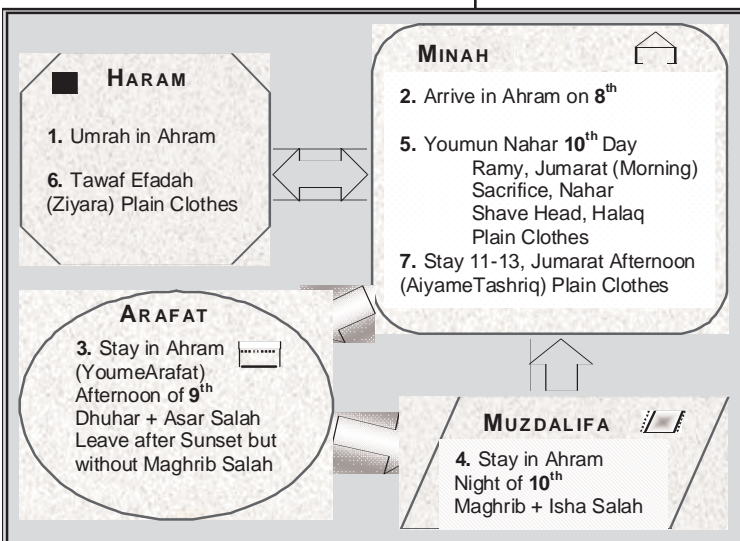 HARAM
1. Umrah in Ahram
6. Tawaf Efadah
(Ziyara) Plain Clothes
MINAH
2. Arrive in Ahram on 8th
5. Youmun Nahar 10th Day
Ramy, Jumarat (Morning)
Sacrifice, Nahar
Shave Head, Halaq
Plain Clothes
7. Stay 11-13, Jumarat Afternoon
(AiyameTashriq) Plain Clothes
ARAFAT
3. Stay in Ahram
(YoumeArafat)
Afternoon of 9th
Dhuhar + Asar Salah
Leave after Sunset but
without Maghrib Salah
MUZDALIFA
4. Stay in Ahram
Night of 10th
Maghrib + Isha Salah